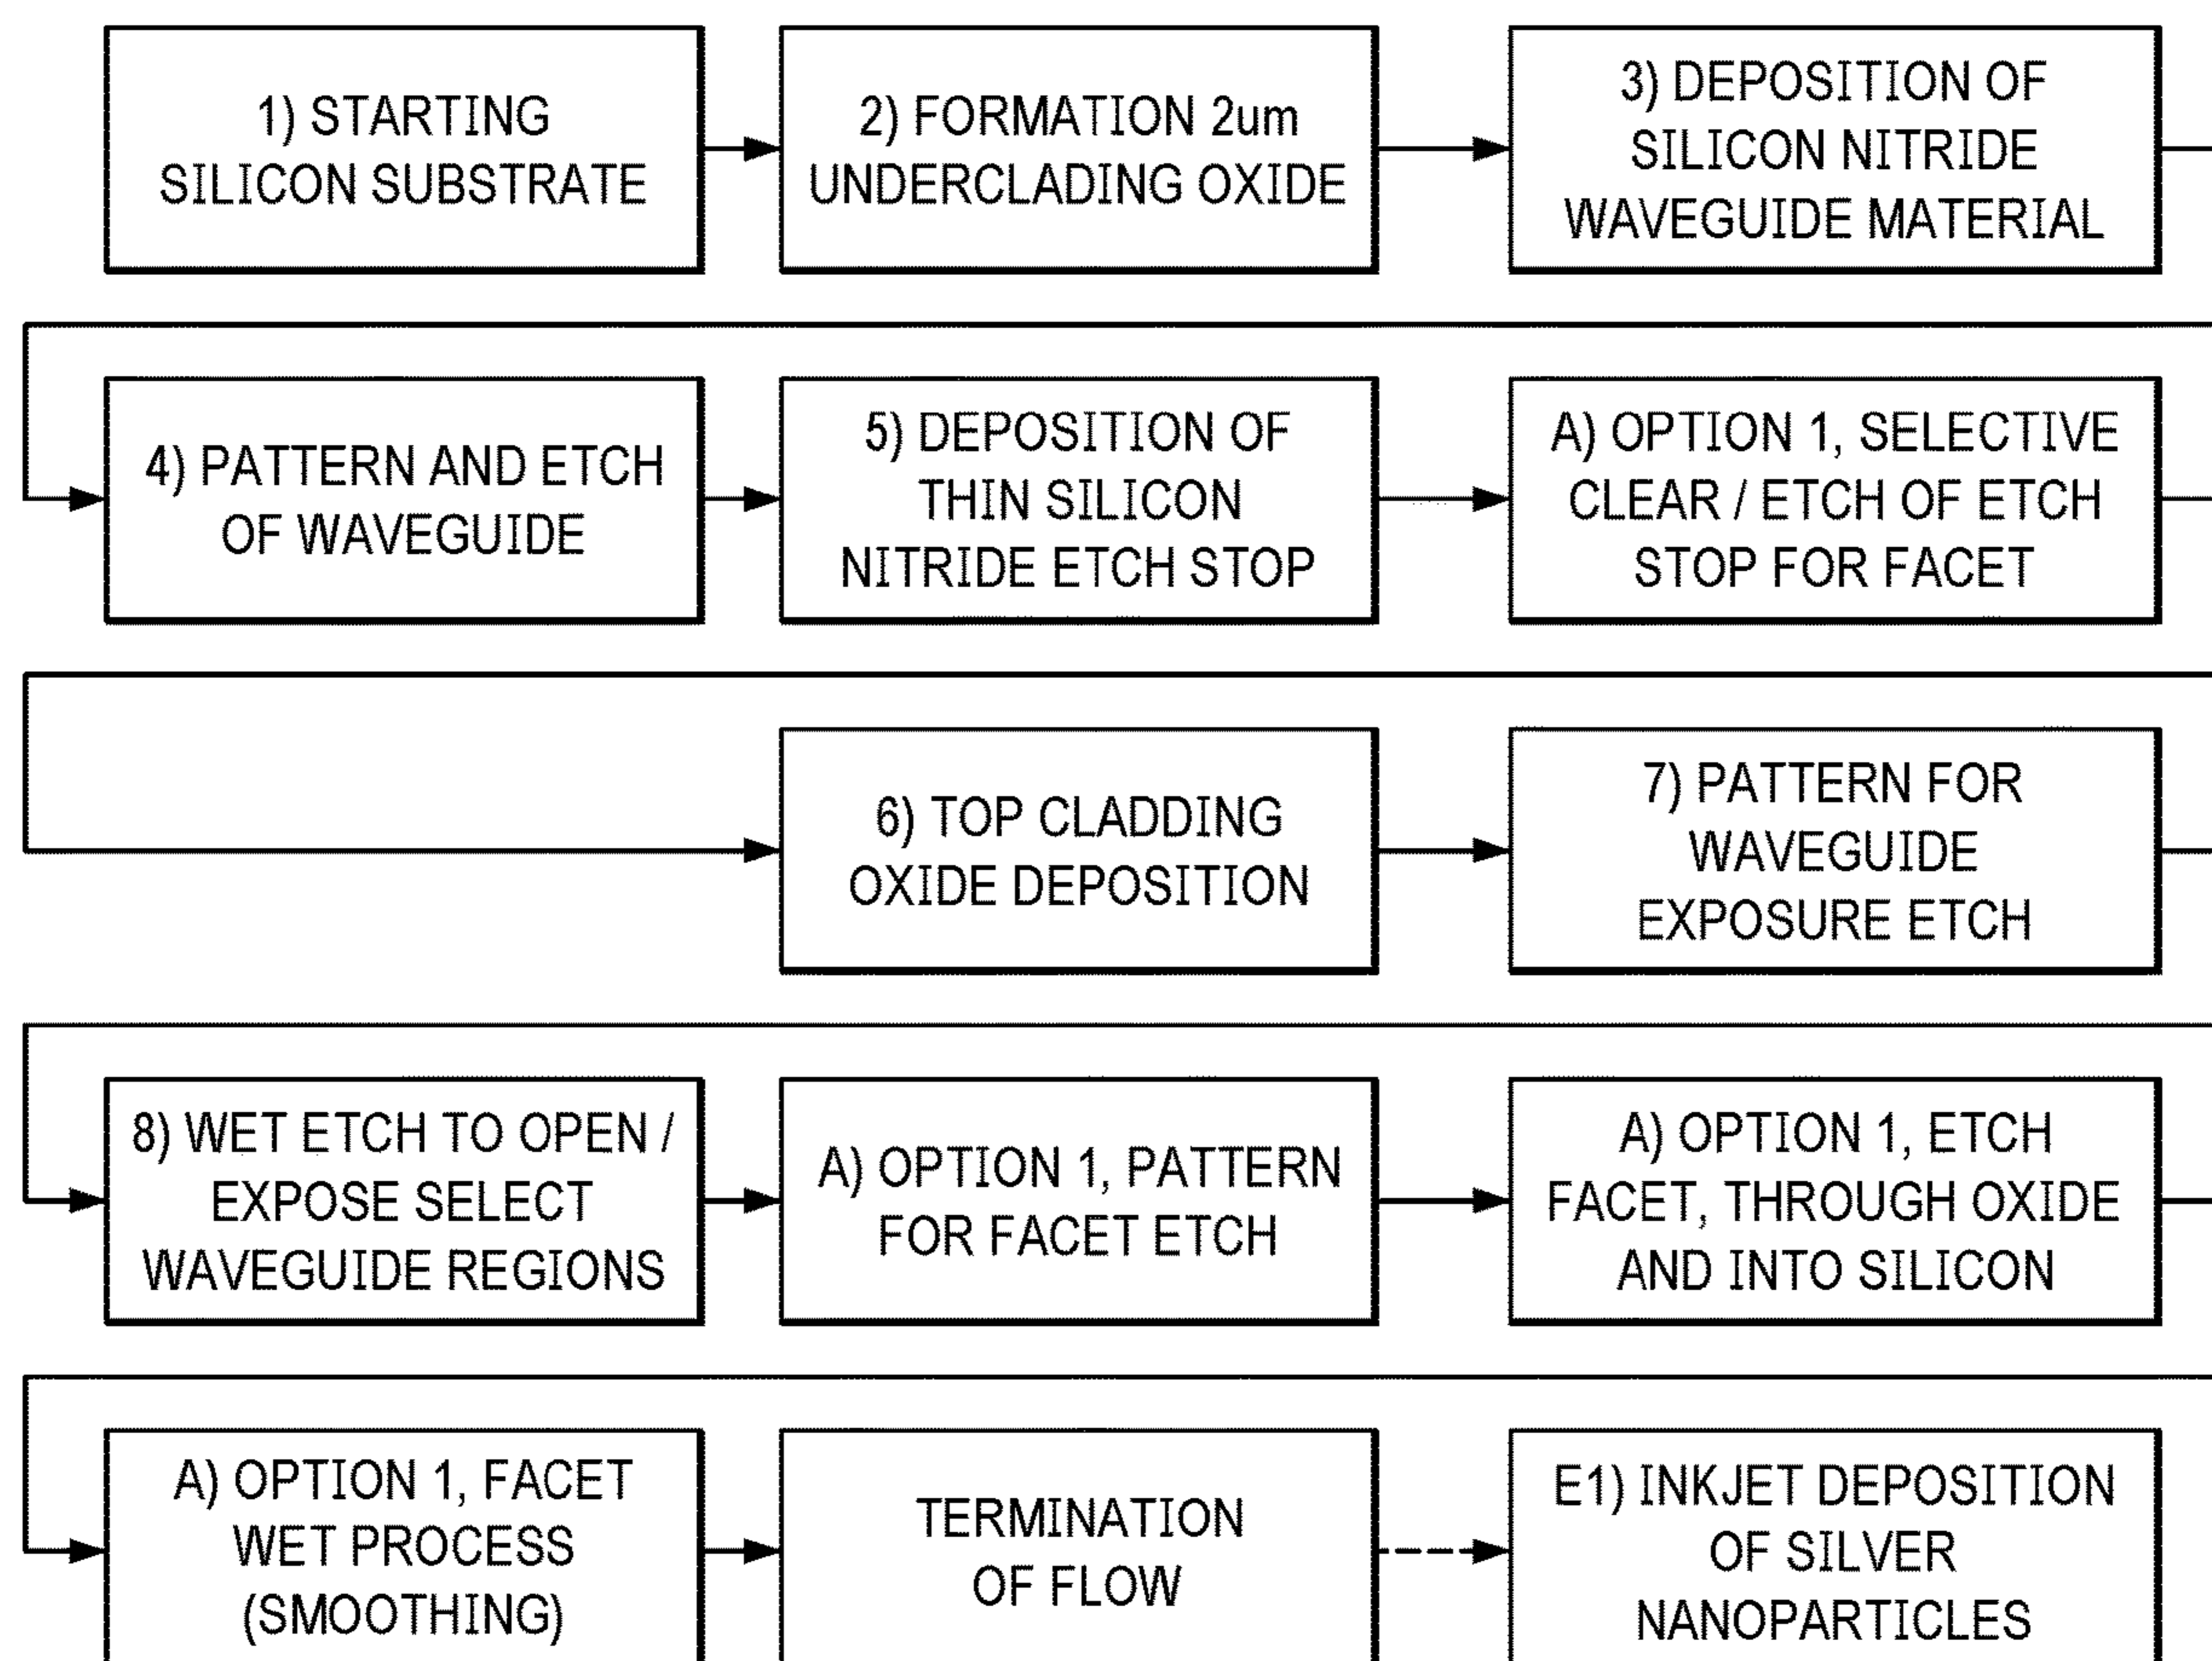 1) STARTING
SILICON SUBSTRATE
2) FORMATION 2um
UNDERCLADING OXIDE
3) DEPOSITION OF
SILICON NITRIDE
WAVEGUIDE MATERIAL
4) PATTERN AND ETCH
OF WAVEGUIDE
5) DEPOSITION OF
THIN SILICON
NITRIDE ETCH STOP
A) OPTION 1, SELECTIVE
CLEAR / ETCH OF ETCH
STOP FOR FACET
6) TOP CLADDING
OXIDE DEPOSITION
7) PATTERN FOR
WAVEGUIDE
EXPOSURE ETCH
8) WET ETCH TO OPEN /
EXPOSE SELECT
WAVEGUIDE REGIONS
A) OPTION 1, PATTERN
FOR FACET ETCH
A) OPTION 1, ETCH
FACET, THROUGH OXIDE
AND INTO SILICON
A) OPTION 1, FACET
WET PROCESS
(SMOOTHING)
TERMINATION
OF FLOW
E1) INKJET DEPOSITION
OF SILVER
NANOPARTICLES